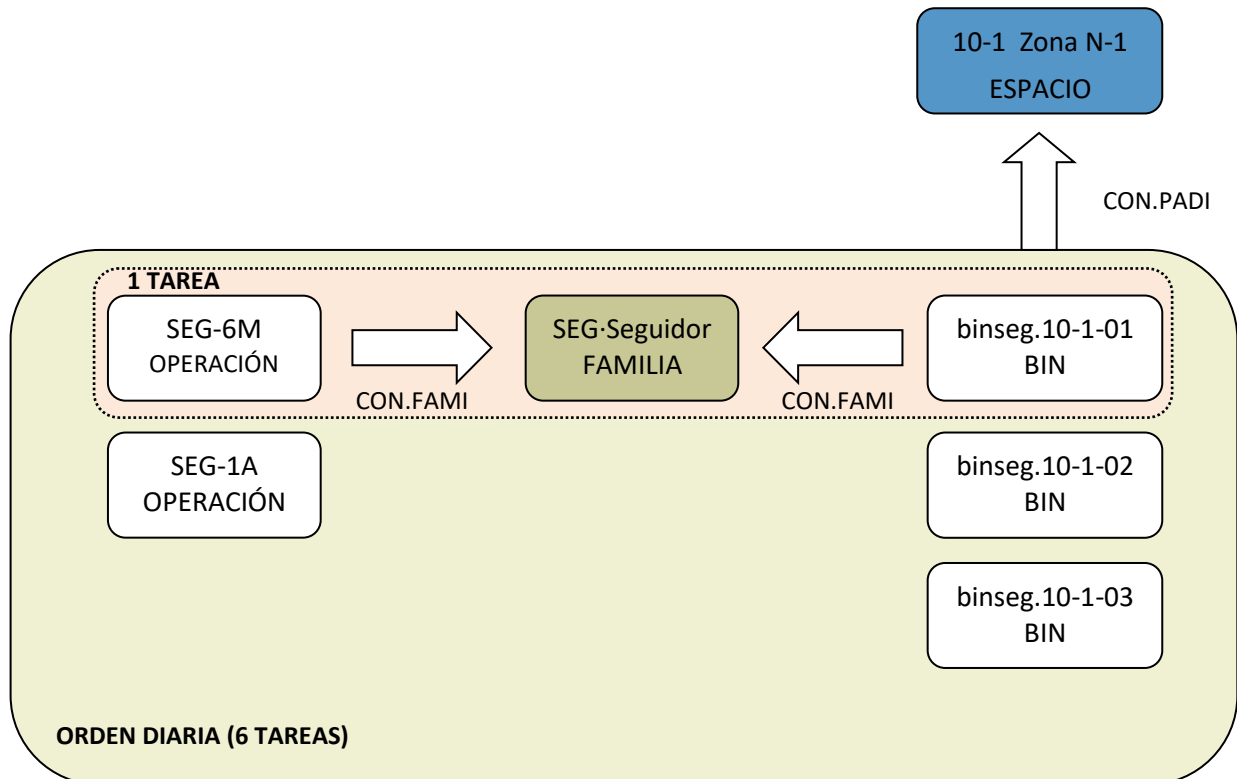 10-1 Zona N-1
ESPACIO
CON.PADI
1 TAREA
SEG-6M
OPERACIÓN
CON.FAMI
SEG·Seguidor
FAMILIA
CON.FAMI
binseg.10-1-01
BIN
SEG-1A
OPERACIÓN
binseg.10-1-02
BIN
binseg.10-1-03
BIN
ORDEN DIARIA (6 TAREAS)